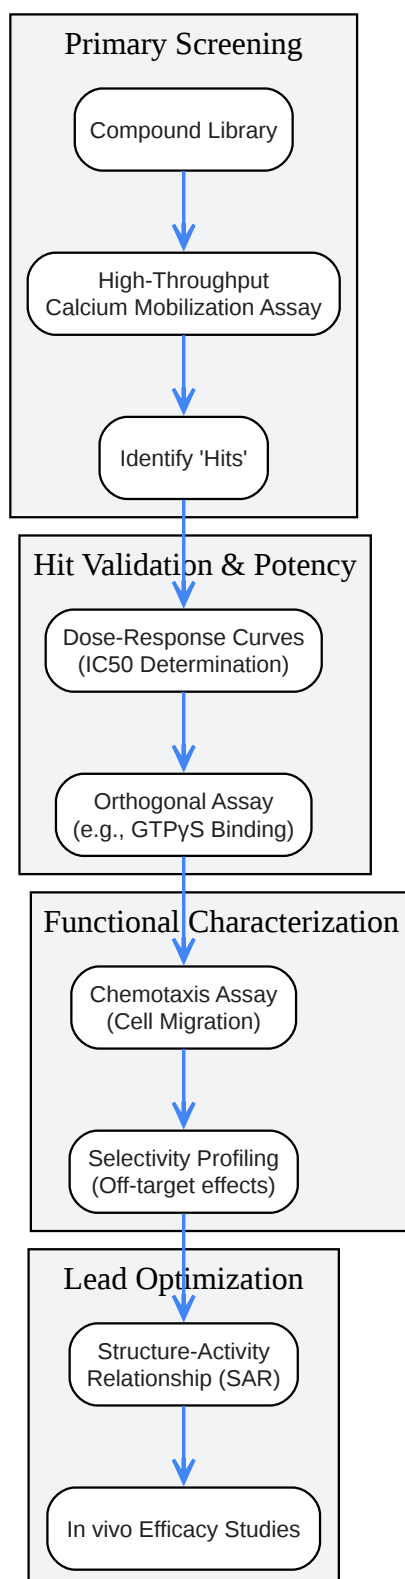 Primary Screening
Compound Library
High-Throughput
Calcium Mobilization Assay
Identify 'Hits'
Hit Validation & Potency
Dose-Response Curves
(IC50 Determination)
Orthogonal Assay
(e.g., GTPγS Binding)
Functional Characterization
Chemotaxis Assay
(Cell Migration)
Selectivity Profiling
(Off-target effects)
Lead Optimization
Structure-Activity
Relationship (SAR)
In vivo Efficacy Studies